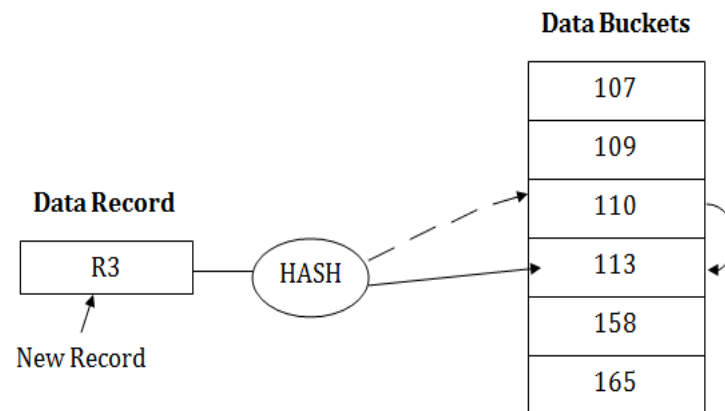 Data Buckets
107
109
Data Record
110
R3
HASH
113
New Record
158
165